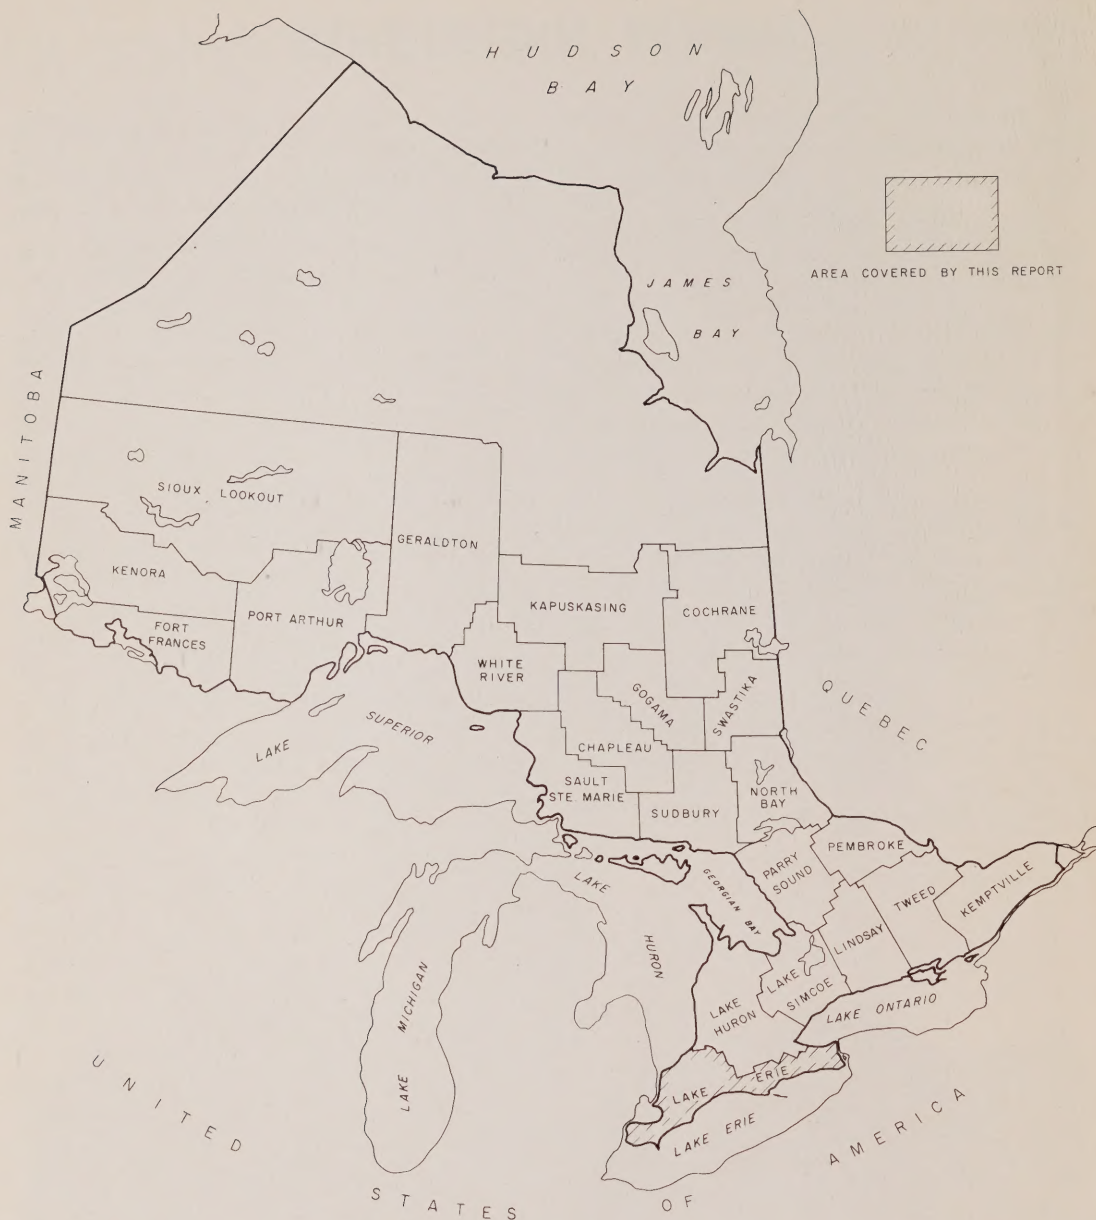 HUDSON
BAY
AREA COVERED BY THIS REPORT
JAMES
BAY
MANITOBA
SIOUX LOOKOUT
GERALDTON
KENORA
KAPUSKASING
COCHRANE
FORT
FRANCES
PORT ARTHUR
WHITE
RIVER
GOGAMA
SWASTIKA
QUEBEC
LAKE SUPERIOR
CHAPLEAU
SAULT
STE. MARIE
SUDBURY
NORTH
BAY
PEMBROKE
PARRY
SOUND
TWEED
KEMPTVILLE
LINDSAY
GEORGIAN BAY
LAKE HURON
LAKE MICHIGAN
LAKE
SIMCOE
LAKE
HURON
LAKE ONTARIO
LAKE ERIE
LAKE ERIE
UNITED STATES OF AMERICA